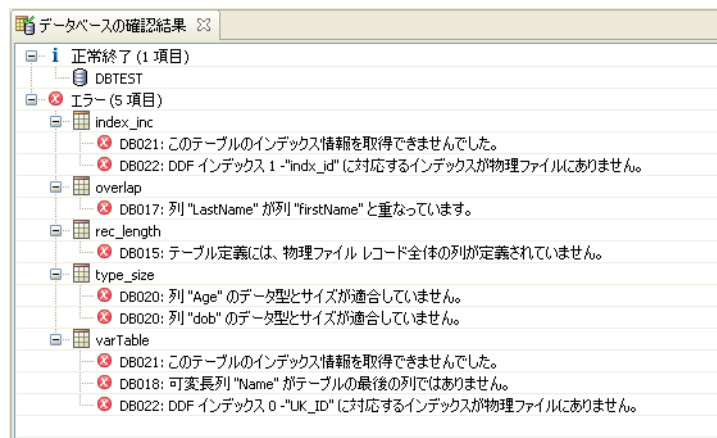 データベースの確認結果
正常終了 (1 項目)
DBTEST
エラー (5 項目)
index_inc
DB021: このテーブルのインデックス情報を取得できませんでした。
DB022: DDF インデックス 1 -"indx_id" に対応するインデックスが物理ファイルにありません。
overlap
DB017: 列 "LastName" が列 "firstName" と重なっています。
rec_length
DB015: テーブル定義には、物理ファイル レコード全体の列が定義されていません。
type_size
DB020: 列 "Age" のデータ型とサイズが適合していません。
DB020: 列 "dob" のデータ型とサイズが適合していません。
varTable
DB021: このテーブルのインデックス情報を取得できませんでした。
DB018: 可変長列 "Name" がテーブルの最後の列ではありません。
DB022: DDF インデックス 0 -"UK_ID" に対応するインデックスが物理ファイルにありません。